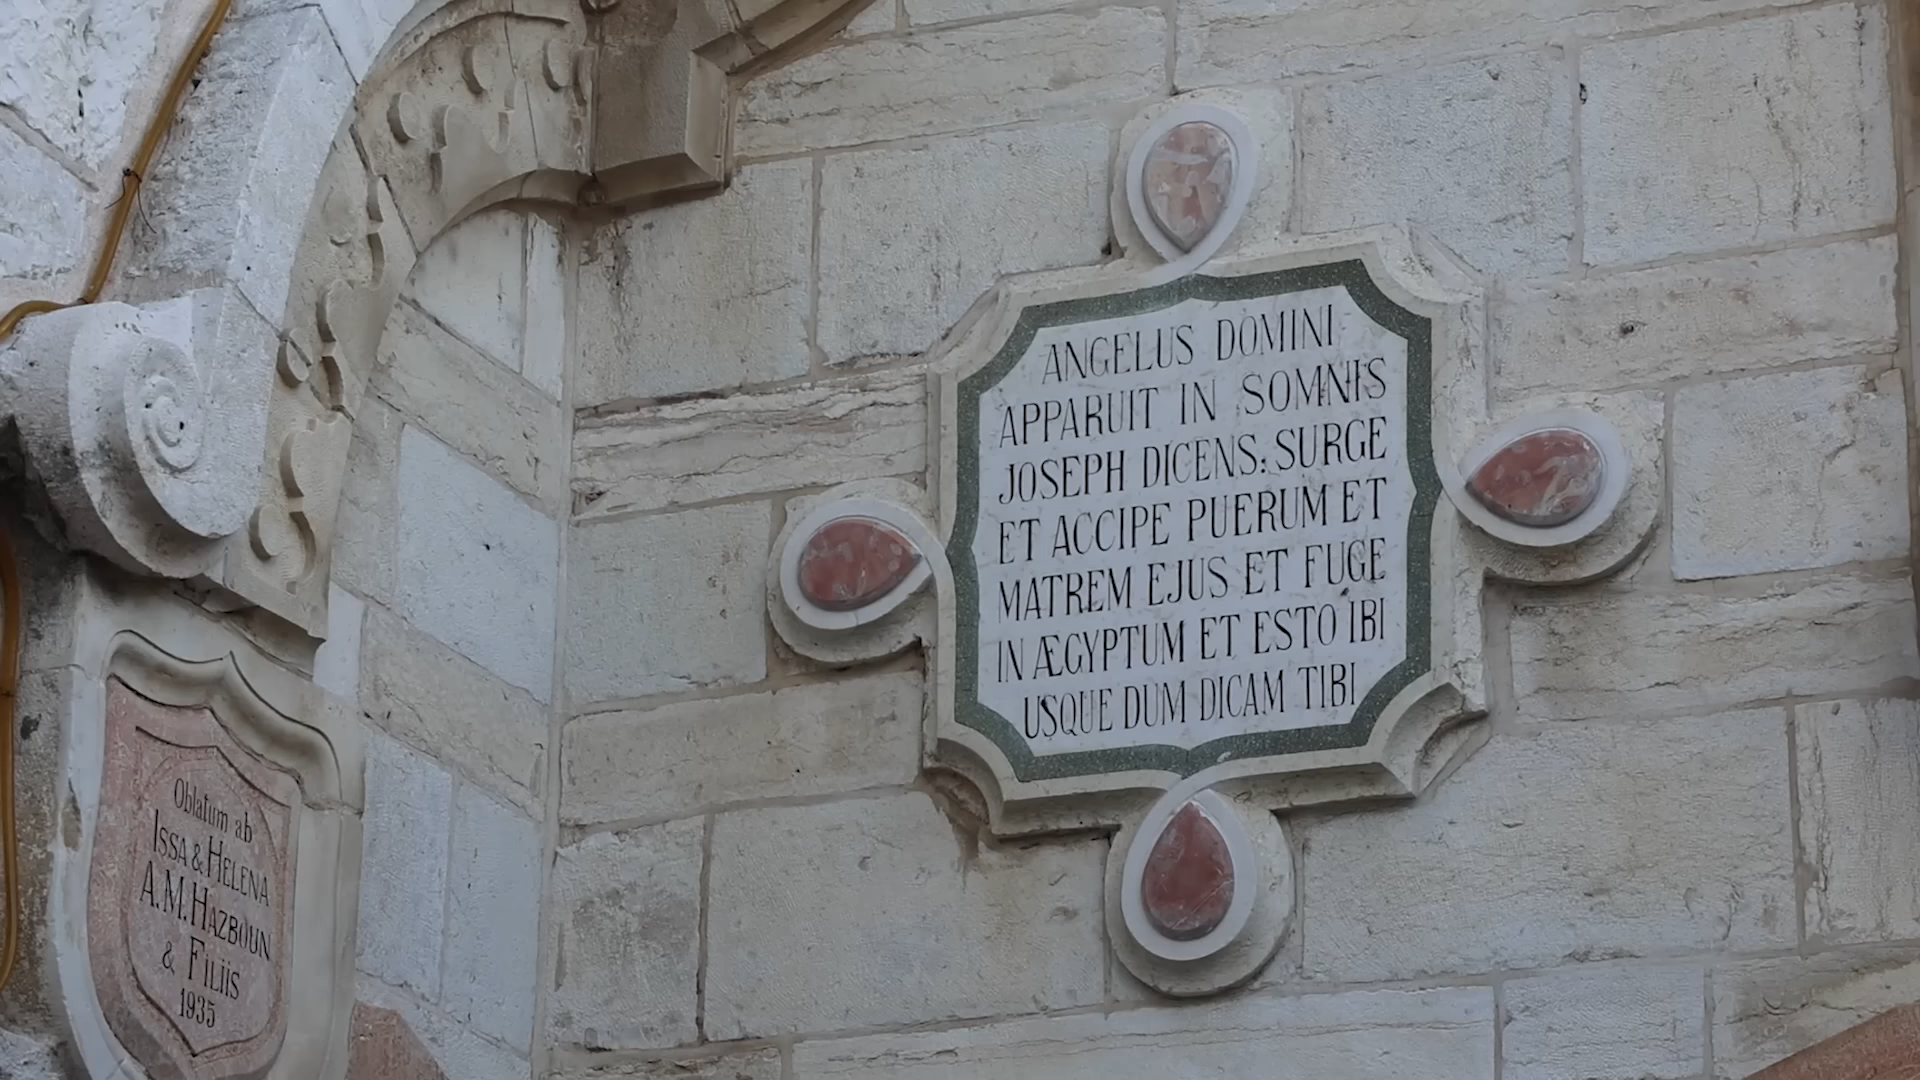 ANGELUS DOMINI
APPARUIT IN SOMNIS
JOSEPH DICENS: SURGE
ET ACCIPE PUERUM ET
MATREM EJUS ET FUGE
IN ÆGYPTUM ET ESTO IBI
USQUE DUM DICAM TIBI
Oblatum ab
ISSA & HELENA
A.M. HAZBOUN
& FILIIS
1935